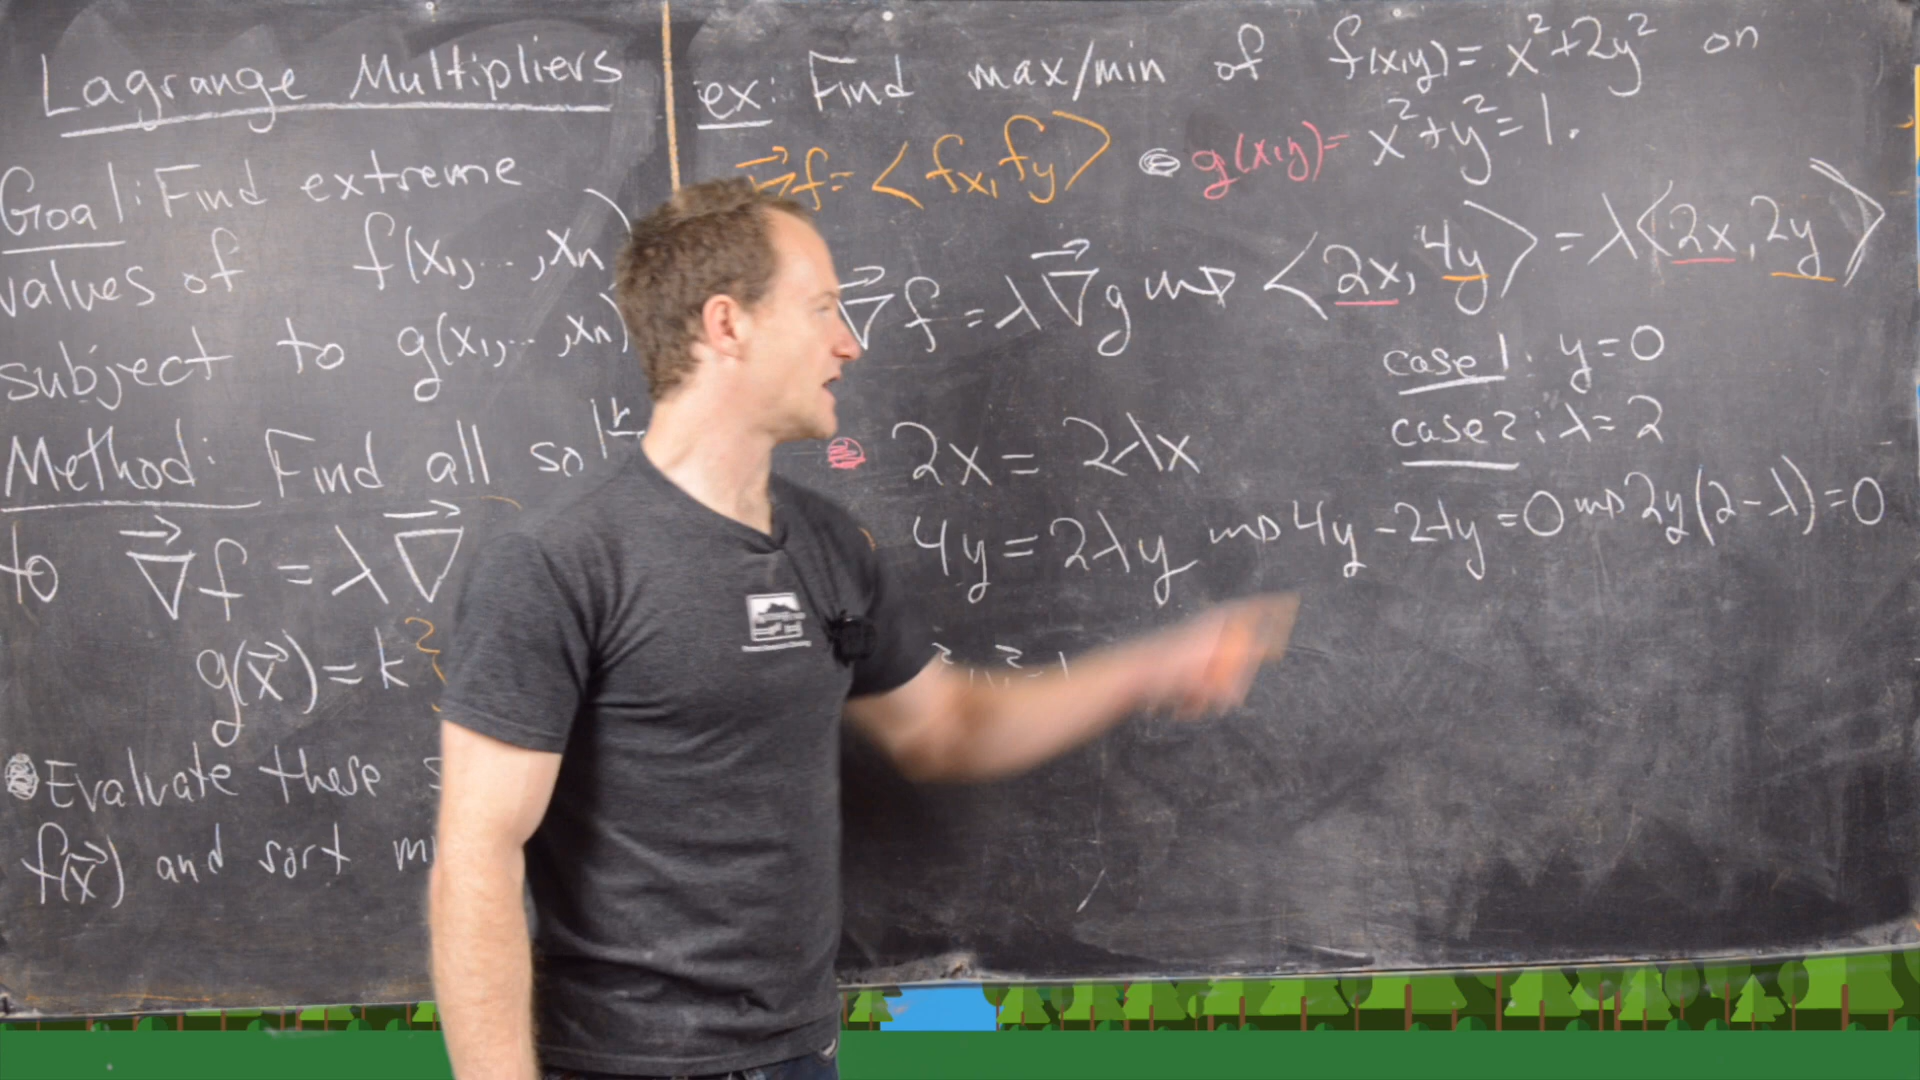 Lagrange Multipliers
Goal: Find extreme
values of f(x₁,...,xₙ)
subject to g(x₁,...,xₙ)
Method: Find all
to ∇f = λ∇
g(x) = k
Evaluate these
f(x) and sort
ex: Find max/min of f(x,y) = x²+2y² on
∇f = <fx, fy> g(x,y) = x²+y² = 1.
∇f = λ∇g ⇝ <2x, 4y> = λ<2x, 2y>
case 1: y=0
case 2: λ=2
2x = 2λx
4y = 2λy ⇝ 4y - 2λy = 0 ⇝ 2y(2-λ) = 0